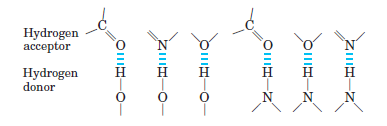 C C
Hydrogen acceptor O N O O O N
Hydrogen donor H H H H H H
O O O N N N